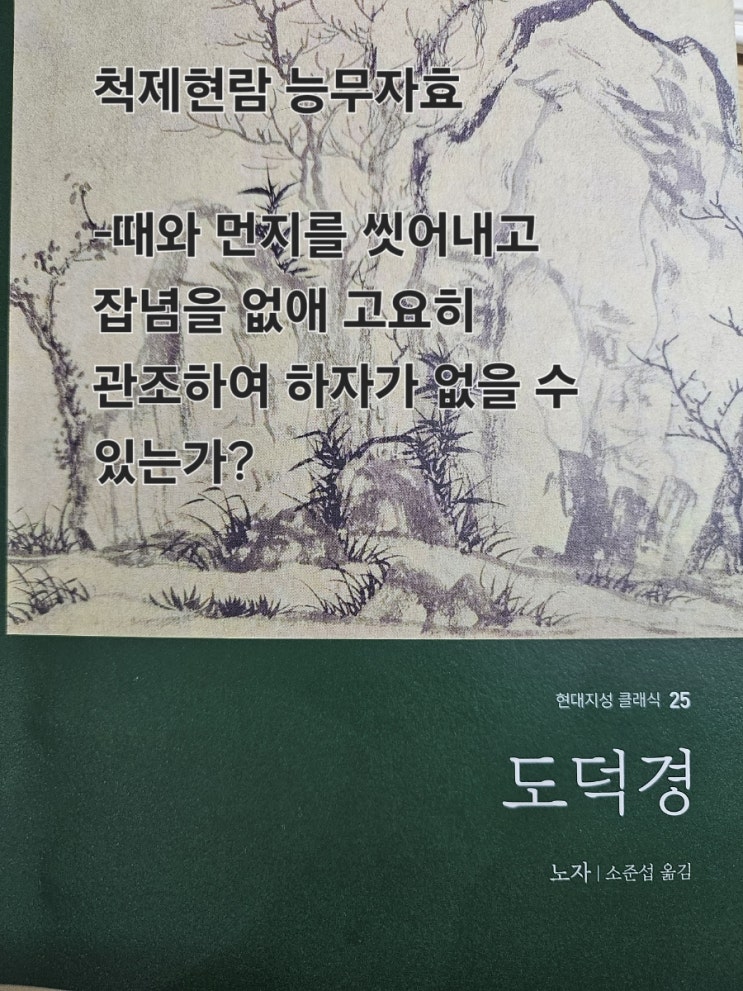 척제현람 능무자효
-때와 먼지를 씻어내고
잡념을 없애 고요히
관조하여 하자가 없을 수
있는가?
현대지성 클래식 25
도덕경
노자 | 소준섭 옮김